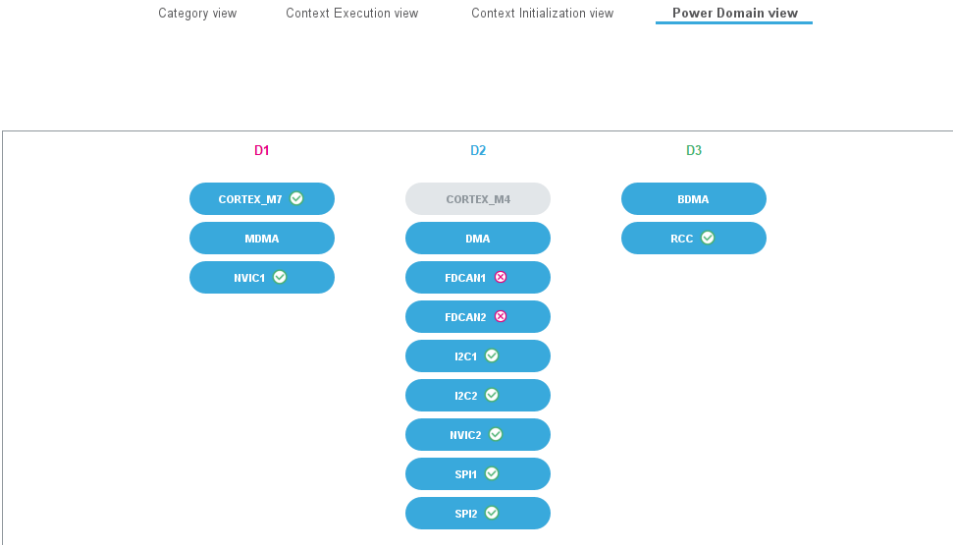 Category view Context Execution view Context Initialization view Power Domain view
D1 D2 D3
CORTEX_M7 CORTEX_M4 BDMA
MDMA DMA RCC
NVIC1 FDCAN1
FDCAN2
I2C1
I2C2
NVIC2
SPI1
SPI2